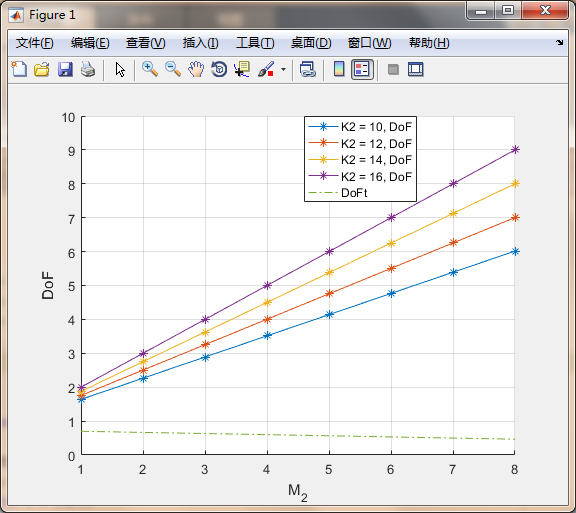 Figure 1
文件(F) 编辑(E) 查看(V) 插入(I) 工具(T) 桌面(D) 窗口(W) 帮助(H)
K2 = 10, DoF
K2 = 12, DoF
K2 = 14, DoF
K2 = 16, DoF
DoFt
10
9
8
7
6
5
4
3
2
1
0
DoF
1 2 3 4 5 6 7 8
M2